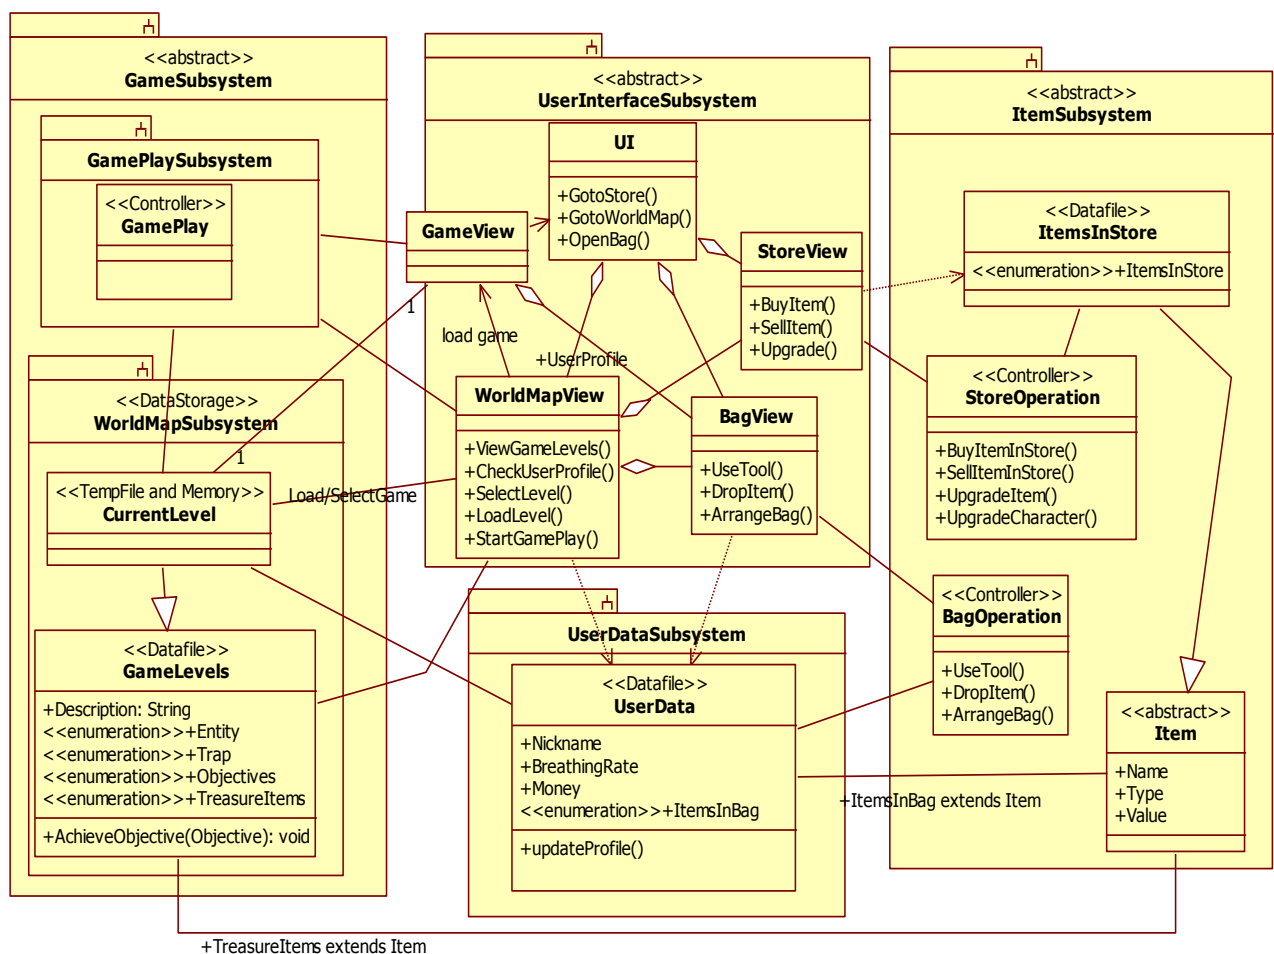 <<abstract>>
GameSubsystem
GamePlaySubsystem
<<Controller>>
GamePlay
<<DataStorage>>
WorldMapSubsystem
<<TempFile and Memory>>
CurrentLevel
<<Datafile>>
GameLevels
+Description: String
<<enumeration>>+Entity
<<enumeration>>+Trap
<<enumeration>>+Objectives
<<enumeration>>+TreasureItems
+AchieveObjective(Objective): void
<<abstract>>
UserInterfaceSubsystem
UI
+GotoStore()
+GotoWorldMap()
+OpenBag()
GameView
StoreView
+BuyItem()
+SellItem()
+Upgrade()
1
load game
+UserProfile
WorldMapView
+ViewGameLevels()
+CheckUserProfile()
+SelectLevel()
+LoadLevel()
+StartGamePlay()
BagView
+UseTool()
+DropItem()
+ArrangeBag()
1
Load/SelectGame
UserDataSubsystem
<<Datafile>>
UserData
+Nickname
+BreathingRate
+Money
<<enumeration>>+ItemsInBag
+updateProfile()
<<abstract>>
ItemSubsystem
<<Datafile>>
ItemsInStore
<<enumeration>>+ItemsInStore
<<Controller>>
StoreOperation
+BuyItemInStore()
+SellItemInStore()
+UpgradeItem()
+UpgradeCharacter()
<<Controller>>
BagOperation
+UseTool()
+DropItem()
+ArrangeBag()
<<abstract>>
Item
+Name
+Type
+Value
+ItemsInBag extends Item
+TreasureItems extends Item